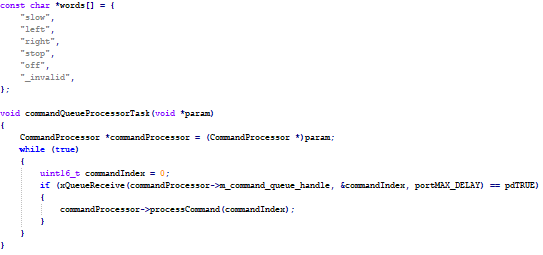 const char *words[] = {
    "slow",
    "left",
    "right",
    "stop",
    "off",
    "_invalid",
};

void commandQueueProcessorTask(void *param)
{
    CommandProcessor *commandProcessor = (CommandProcessor *)param;
    while (true)
    {
        uint16_t commandIndex = 0;
        if (xQueueReceive(commandProcessor->m_command_queue_handle, &commandIndex, portMAX_DELAY) == pdTRUE)
        {
            commandProcessor->processCommand(commandIndex);
        }
    }
}